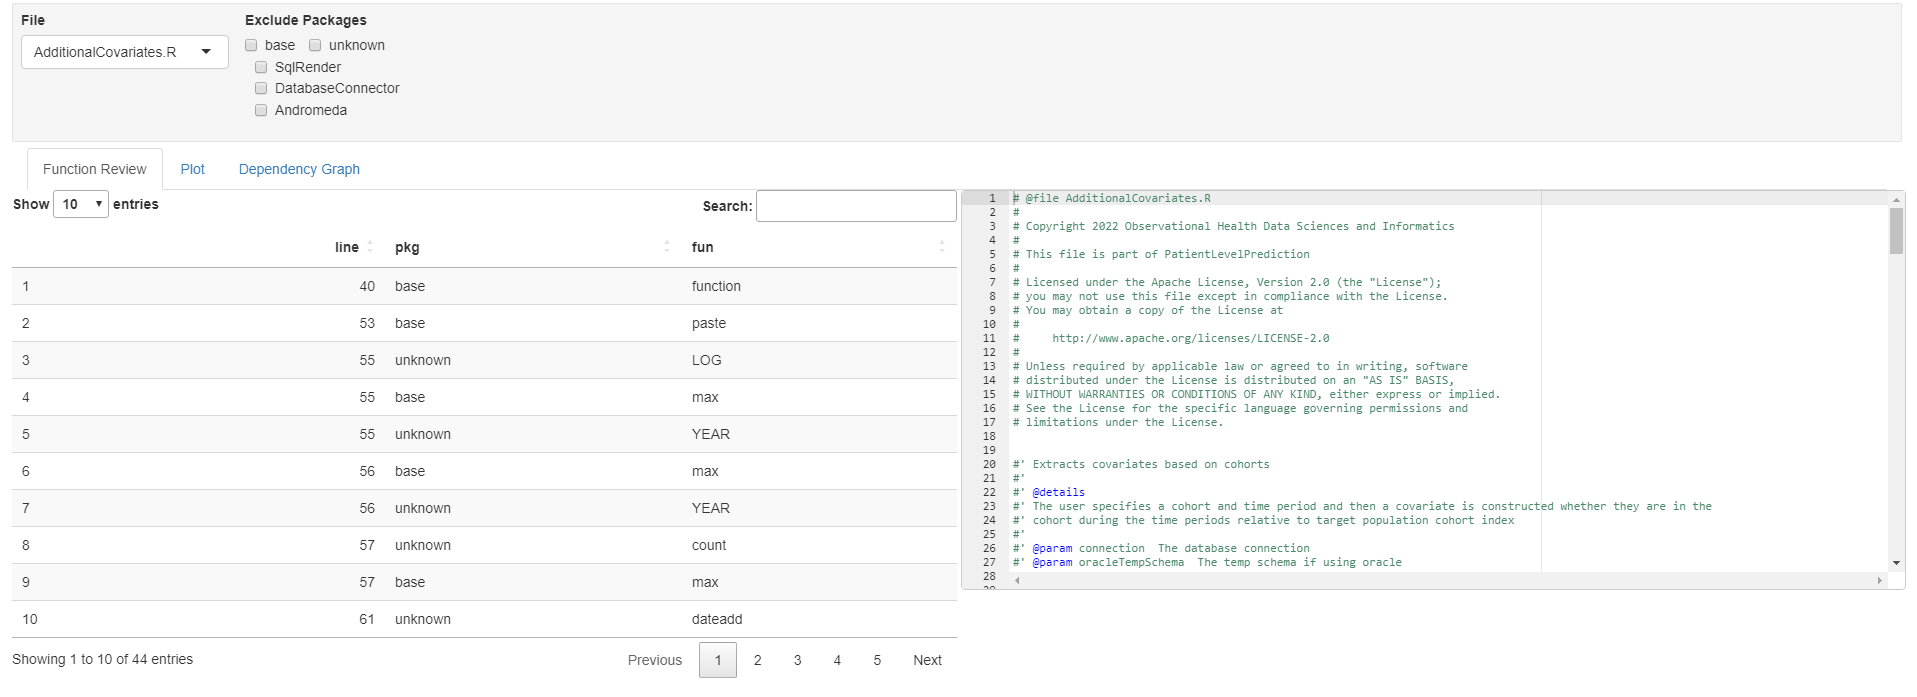 File
AdditionalCovariates.R
Exclude Packages
base unknown
SqlRender
DatabaseConnector
Andromeda
Function Review Plot Dependency Graph
Show 10 entries
Search:
line pkg fun
1 40 base function
2 53 base paste
3 55 unknown LOG
4 55 base max
5 55 unknown YEAR
6 56 base max
7 56 unknown YEAR
8 57 unknown count
9 57 base max
10 61 unknown dateadd
Showing 1 to 10 of 44 entries
Previous 1 2 3 4 5 Next
1 # @file AdditionalCovariates.R
2 #
3 # Copyright 2022 Observational Health Data Sciences and Informatics
4 #
5 # This file is part of PatientLevelPrediction
6 #
7 # Licensed under the Apache License, Version 2.0 (the "License");
8 # you may not use this file except in compliance with the License.
9 # You may obtain a copy of the License at
10 #
11 #     http://www.apache.org/licenses/LICENSE-2.0
12 #
13 # Unless required by applicable law or agreed to in writing, software
14 # distributed under the License is distributed on an "AS IS" BASIS,
15 # WITHOUT WARRANTIES OR CONDITIONS OF ANY KIND, either express or implied.
16 # See the License for the specific language governing permissions and
17 # limitations under the License.
18
19
20 #' Extracts covariates based on cohorts
21 #'
22 #' @details
23 #' The user specifies a cohort and time period and then a covariate is constructed whether they are in the
24 #' cohort during the time periods relative to target population cohort index
25 #'
26 #' @param connection  The database connection
27 #' @param oracleTempSchema  The temp schema if using oracle
28